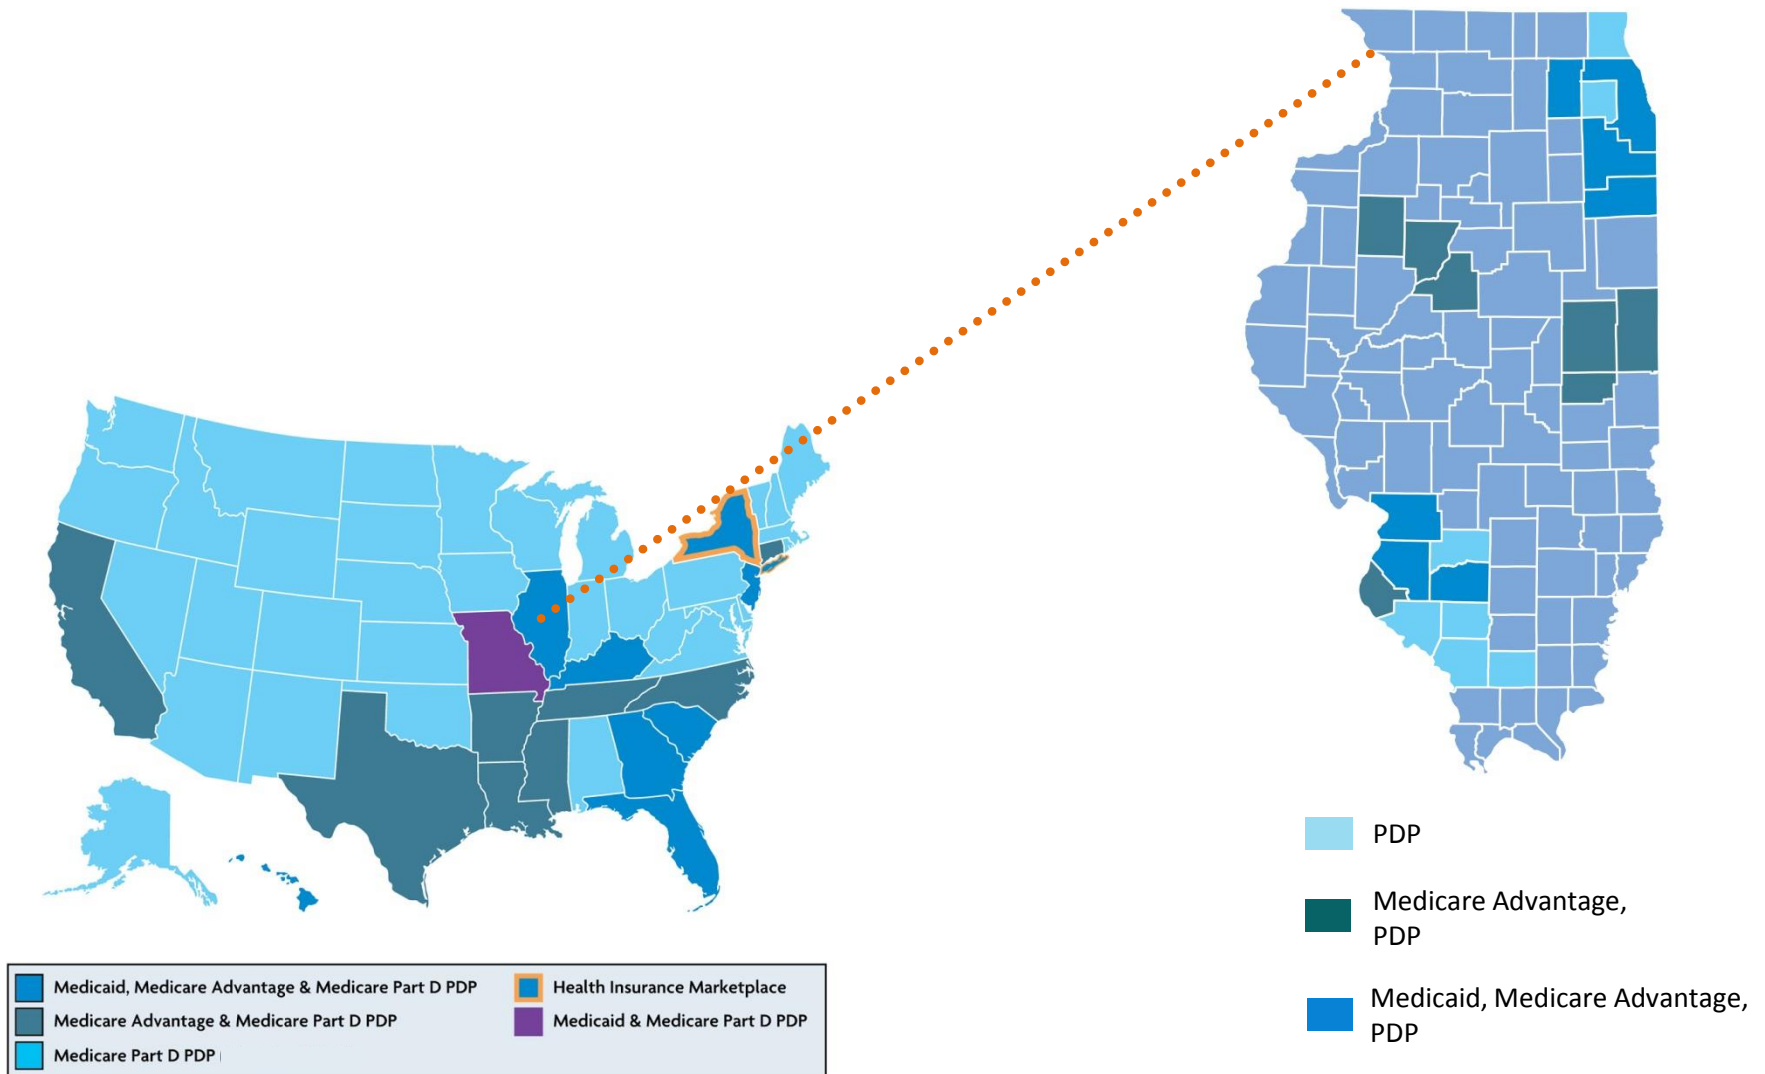 PDP
Medicare Advantage,
PDP
Medicaid, Medicare Advantage,
PDP
Medicaid, Medicare Advantage & Medicare Part D PDP
Medicare Advantage & Medicare Part D PDP
Medicare Part D PDP
Health Insurance Marketplace
Medicaid & Medicare Part D PDP